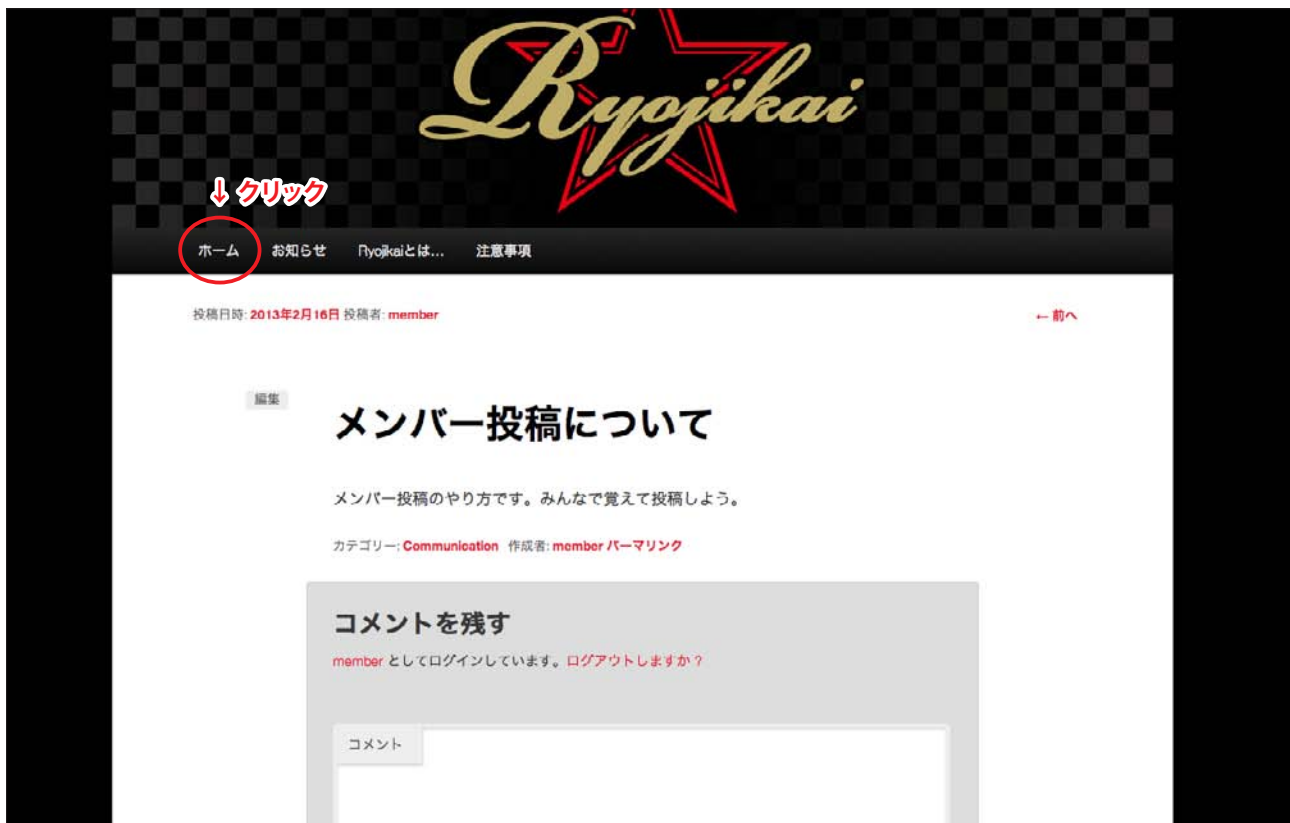 Ryojikai
↓ クリック
ホーム お知らせ Ryojikaiとは... 注意事項
投稿日時: 2013年2月16日 投稿者: member ← 前へ
編集
メンバー投稿について
メンバー投稿のやり方です。みんなで覚えて投稿しよう。
カテゴリー: Communication 作成者: member パーマリンク
コメントを残す
member としてログインしています。ログアウトしますか ?
コメント